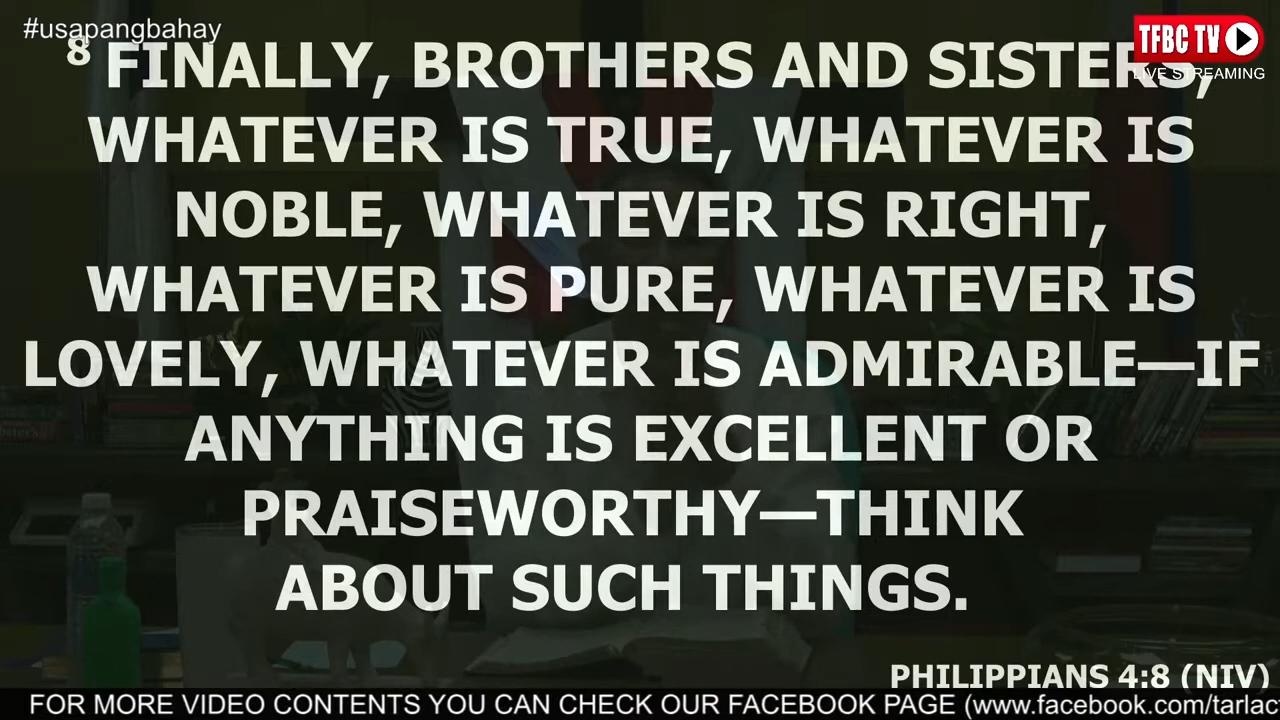 #usapangbahay
TFBC TV
LIVE STREAMING
8 FINALLY, BROTHERS AND SISTERS,
WHATEVER IS TRUE, WHATEVER IS
NOBLE, WHATEVER IS RIGHT,
WHATEVER IS PURE, WHATEVER IS
LOVELY, WHATEVER IS ADMIRABLE—IF
ANYTHING IS EXCELLENT OR
PRAISEWORTHY—THINK
ABOUT SUCH THINGS.
PHILIPPIANS 4:8 (NIV)
FOR MORE VIDEO CONTENTS YOU CAN CHECK OUR FACEBOOK PAGE (www.facebook.com/tarlac